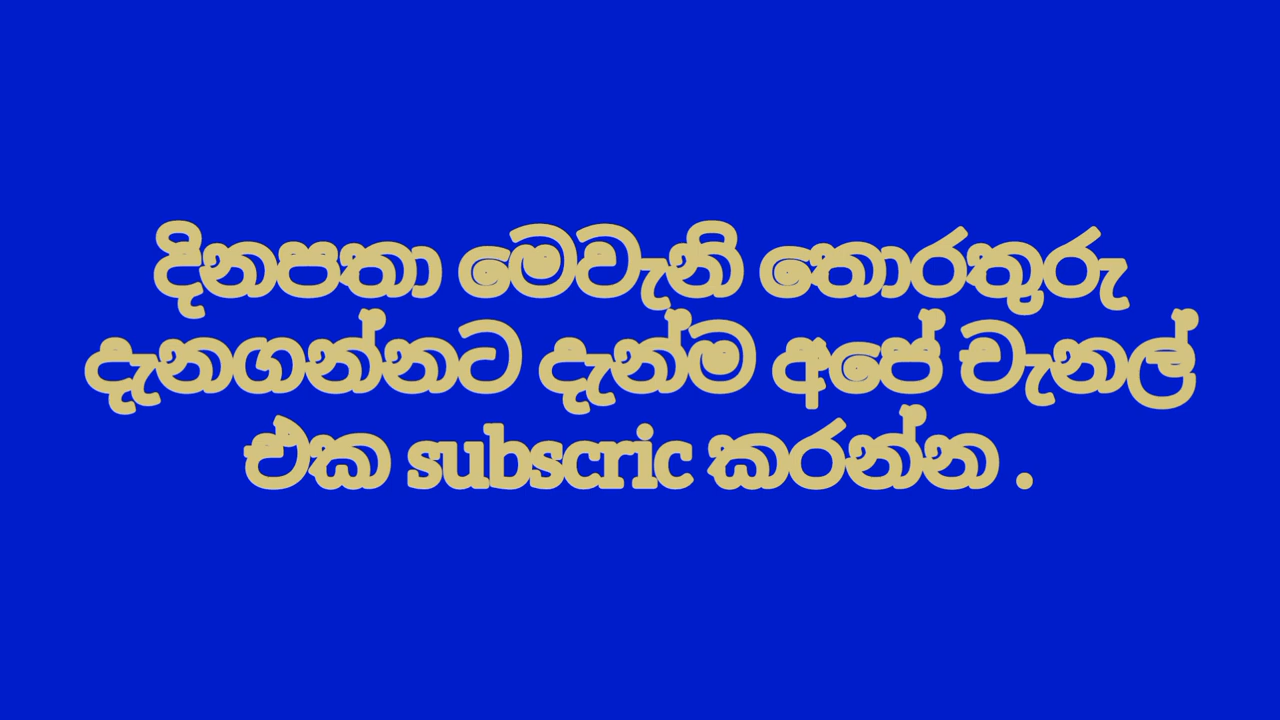 දිනපතා මෙවැනි තොරතුරු
දැනගන්නට දැන්ම අපේ චැනල්
එක subscric කරන්න .